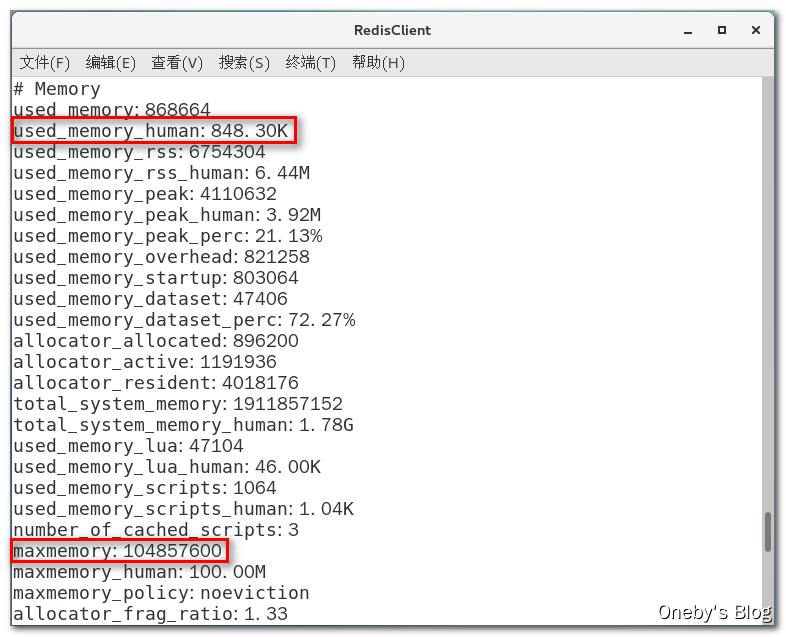 RedisClient
文件(F) 编辑(E) 查看(V) 搜索(S) 终端(T) 帮助(H)
# Memory
used_memory:868664
used_memory_human:848.30K
used_memory_rss:6754304
used_memory_rss_human:6.44M
used_memory_peak:4110632
used_memory_peak_human:3.92M
used_memory_peak_perc:21.13%
used_memory_overhead:821258
used_memory_startup:803064
used_memory_dataset:47406
used_memory_dataset_perc:72.27%
allocator_allocated:896200
allocator_active:1191936
allocator_resident:4018176
total_system_memory:1911857152
total_system_memory_human:1.78G
used_memory_lua:47104
used_memory_lua_human:46.00K
used_memory_scripts:1064
used_memory_scripts_human:1.04K
number_of_cached_scripts:3
maxmemory:104857600
maxmemory_human:100.00M
maxmemory_policy:noeviction
allocator_frag_ratio:1.33
Oneby's Blog